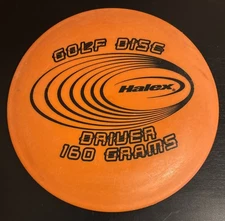 GOLF DISC
Halex
DRIVER
160 GRAMS